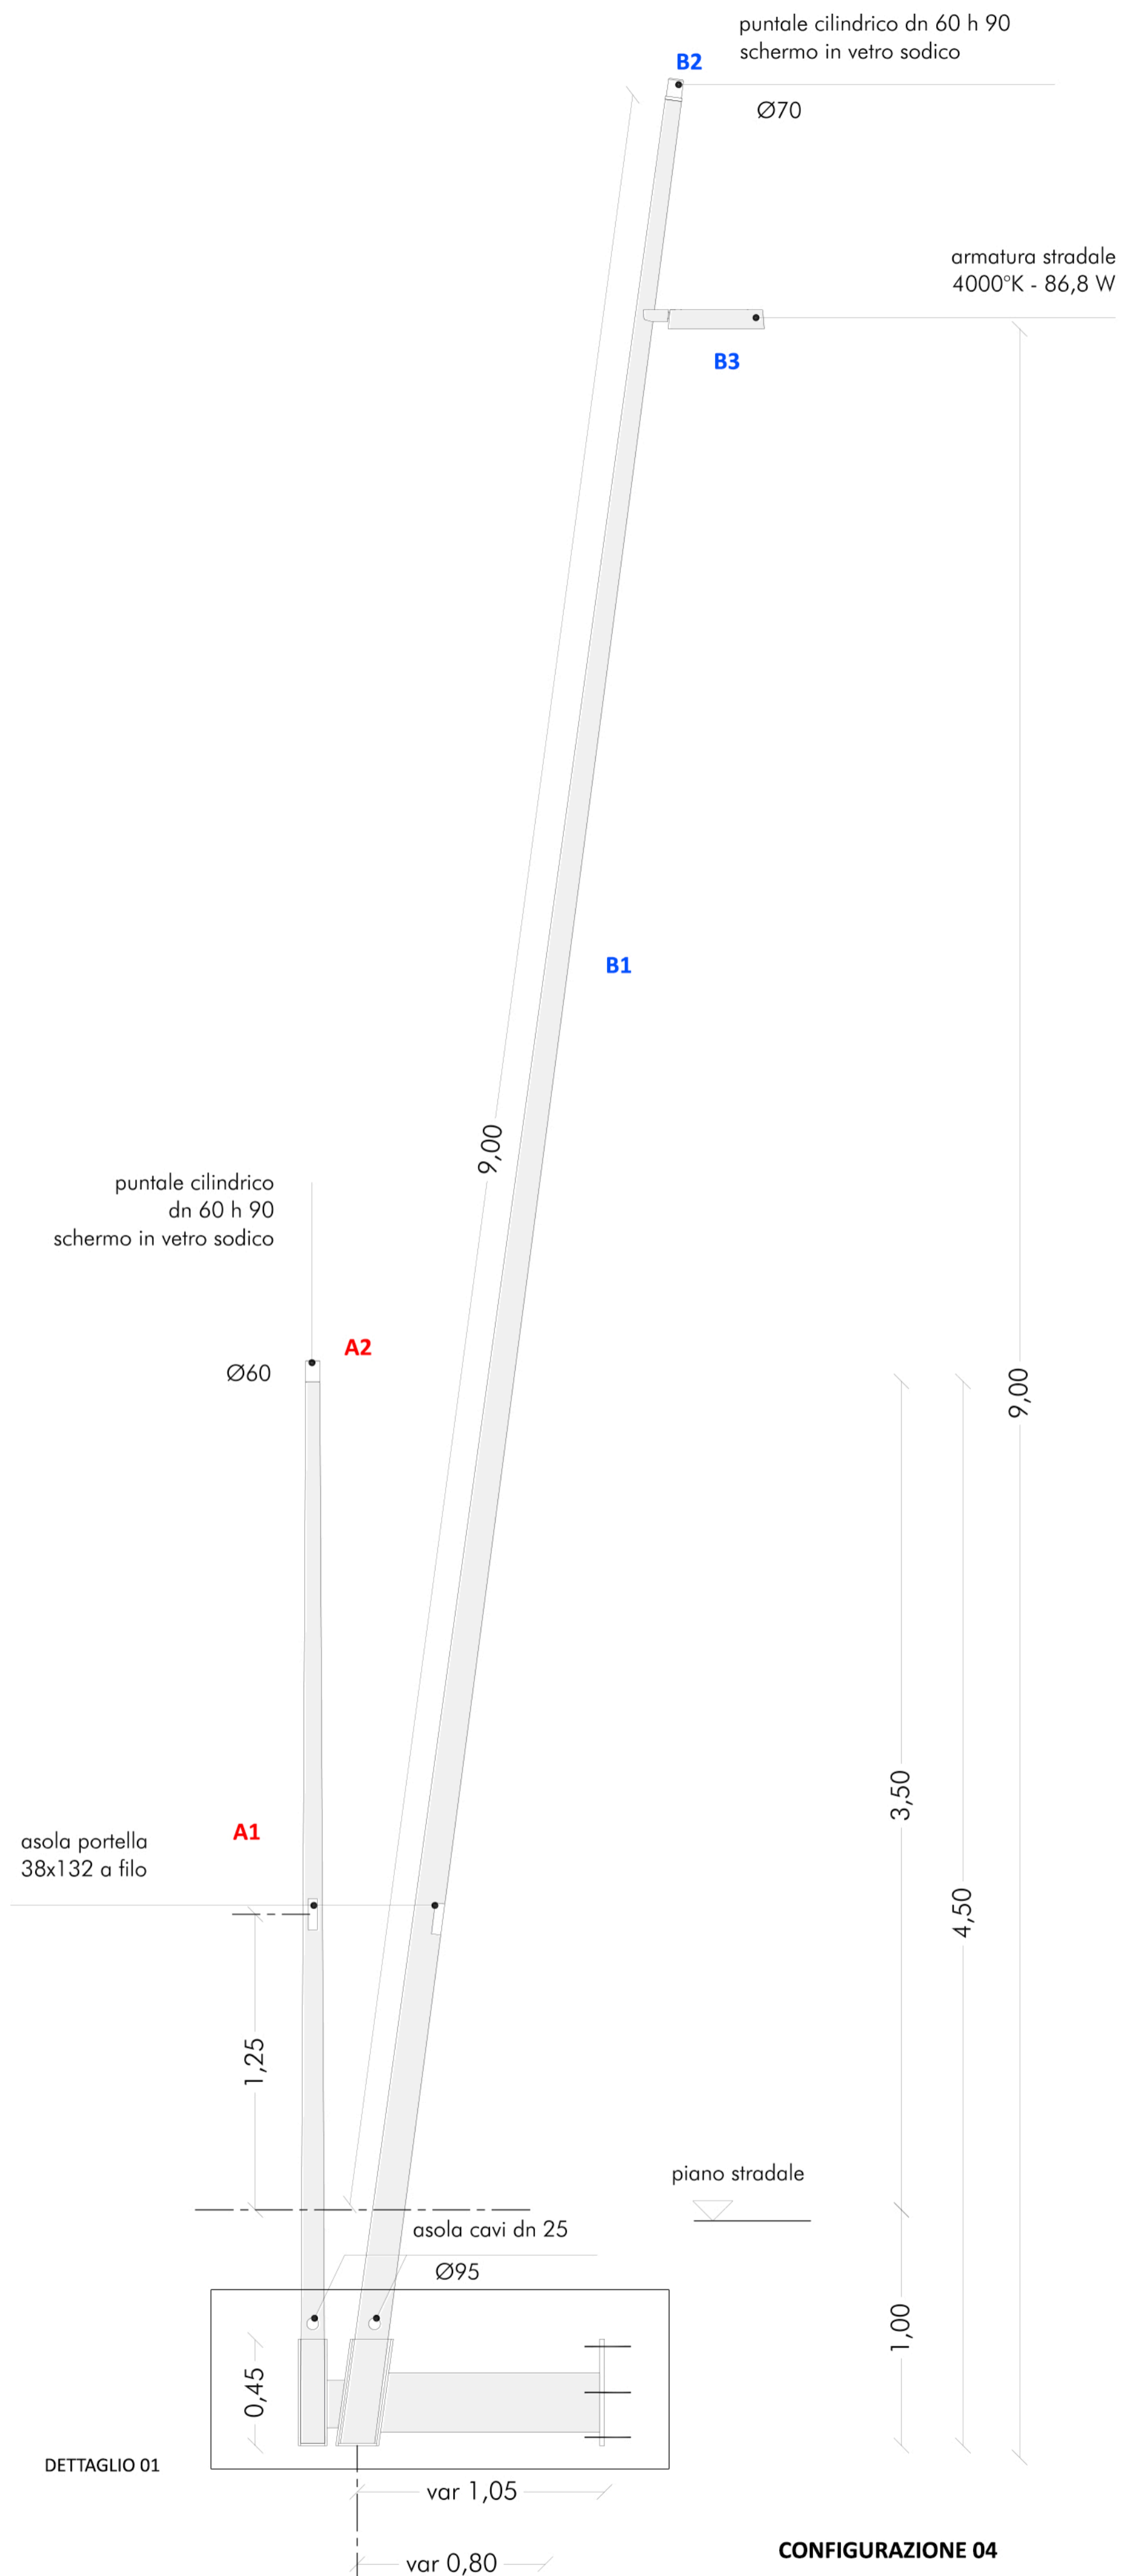 puntale cilindrico dn 60 h 90
schermo in vetro sodico
B2
Ø70
armatura stradale
4000°K - 86,8 W
B3
B1
9,00
puntale cilindrico
dn 60 h 90
schermo in vetro sodico
A2
Ø60
9,00
3,50
A1
asola portella
38x132 a filo
4,50
1,25
piano stradale
asola cavi dn 25
Ø95
1,00
0,45
DETTAGLIO 01
var 1,05
CONFIGURAZIONE 04
var 0,80